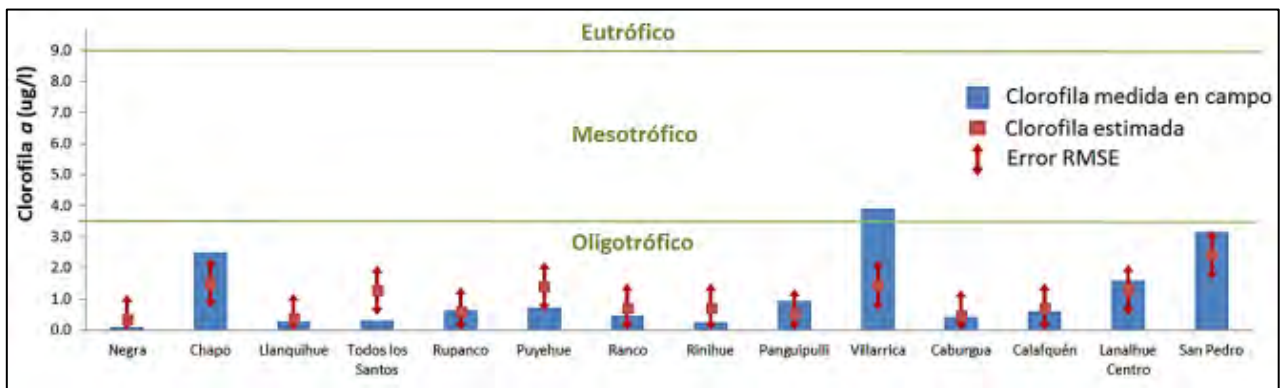 Eutrófico
9.0
8.0
Clorofila medida en campo
7.0
Clorofila estimada
Mesotrófico
6.0
Error RMSE
5.0
4.0
3.0
Oligotrófico
2.0
1.0
0.0
Clorofila a (ug/l)
Negra
Chapo
Llanquihue
Todos los
Santos
Rupanco
Puyehue
Ranco
Rinihue
Panguipulli
Villarrica
Caburgua
Calafquén
Lanalhue
Centro
San Pedro